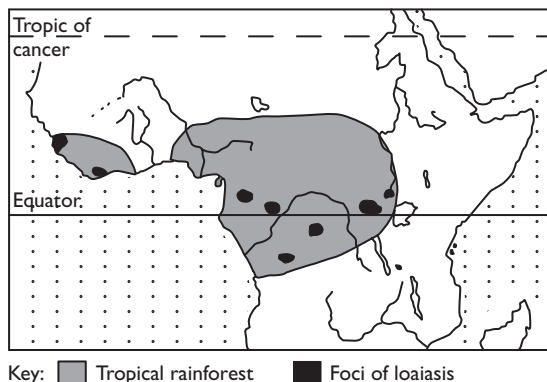 Tropic of
cancer
Equator.
Key: Tropical rainforest Foci of loaiasis